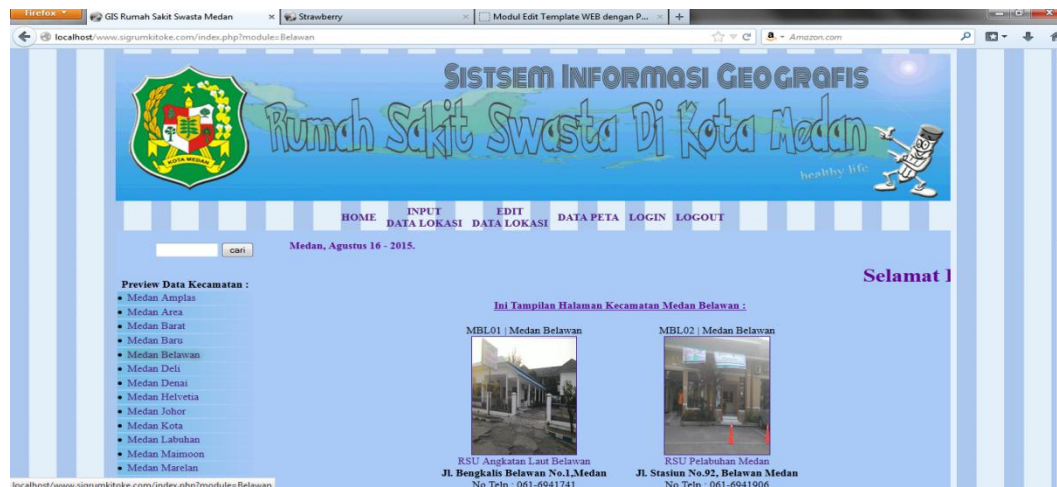 Firefox
GIS Rumah Sakit Swasta Medan
Strawberry
Modul Edit Template WEB dengan P...
localhost/www.sigrumkitoke.com/index.php?module=Belawan
Amazon.com
SISTSEM INFORMASI GEOGRAFIS
Rumah Sakit Swasta Di Kota Medan
KOTA MEDAN
healthy life
HOME INPUT DATA LOKASI EDIT DATA LOKASI DATA PETA LOGIN LOGOUT
cari
Medan, Agustus 16 - 2015.
Selamat
Preview Data Kecamatan :
Medan Amplas
Medan Area
Medan Barat
Medan Baru
Medan Belawan
Medan Deli
Medan Denai
Medan Helvetia
Medan Johor
Medan Kota
Medan Labuhan
Medan Maimoon
Medan Marelan
Ini Tampilan Halaman Kecamatan Medan Belawan :
MBL01 | Medan Belawan
RSU Angkatan Laut Belawan
Jl. Bengkalis Belawan No.1,Medan
No Telp : 061-6941741
MBL02 | Medan Belawan
RSU Pelabuhan Medan
Jl. Stasiun No.92, Belawan Medan
No Telp : 061-6941906
localhost/www.sigrumkitoke.com/index.php?module=Belawan